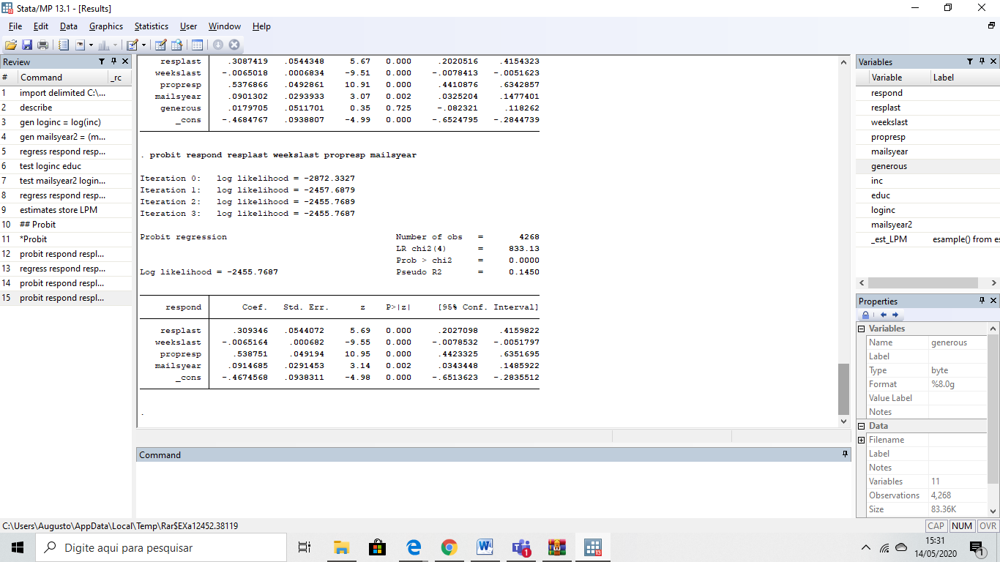 Stata/MP 13.1 - [Results]
File Edit Data Graphics Statistics User Window Help
Review
# Command _rc
1 import delimited C:\...
2 describe
3 gen loginc = log(inc)
4 gen mailsyear2 = (m...
5 regress respond resp...
6 test loginc educ
7 test mailsyear2 login...
8 regress respond resp...
9 estimates store LPM
10 ## Probit
11 *Probit
12 probit respond respl...
13 regress respond resp...
14 probit respond respl...
15 probit respond respl...
resplast .3087419 .0544348 5.67 0.000 .2020516 .4154323
weekslast -.0065018 .0006834 -9.51 0.000 -.0078413 -.0051623
propresp .5376866 .0492861 10.91 0.000 .4410876 .6342857
mailsyear .0901302 .0293933 3.07 0.002 .0325204 .1477401
generous .0179705 .0511701 0.35 0.725 -.082321 .118262
_cons -.4684767 .0938807 -4.99 0.000 -.6524795 -.2844739
. probit respond resplast weekslast propresp mailsyear
Iteration 0: log likelihood = -2872.3327
Iteration 1: log likelihood = -2457.6879
Iteration 2: log likelihood = -2455.7689
Iteration 3: log likelihood = -2455.7687
Probit regression Number of obs = 4268
LR chi2(4) = 833.13
Prob > chi2 = 0.0000
Log likelihood = -2455.7687 Pseudo R2 = 0.1450
respond Coef. Std. Err. z P>|z| [95% Conf. Interval]
resplast .309346 .0544072 5.69 0.000 .2027098 .4159822
weekslast -.0065164 .000682 -9.55 0.000 -.0078532 -.0051797
propresp .538751 .049194 10.95 0.000 .4423325 .6351695
mailsyear .0914685 .0291453 3.14 0.002 .0343448 .1485922
_cons -.4674568 .0938311 -4.98 0.000 -.6513623 -.2835512
.
Command
Variables
Variable Label
respond
resplast
weekslast
propresp
mailsyear
generous
inc
educ
loginc
mailsyear2
_est_LPM esample() from es
Properties
Variables
Name generous
Label
Type byte
Format %8.0g
Value Label
Notes
Data
Filename
Label
Notes
Variables 11
Observations 4,268
Size 83.36K
C:\Users\Augusto\AppData\Local\Temp\Rar$EXa12452.38119
CAP NUM OVR
Digite aqui para pesquisar
1
13
15:31
14/05/2020
1